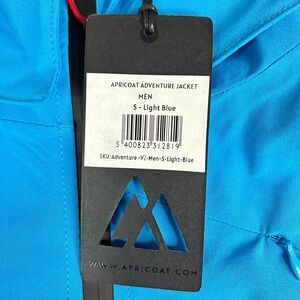 APRICOAT ADVENTURE JACKET
MEN
S - Light Blue
5 400823 312819
SKU: Adventure -V2-Men-S-Light-Blue
WWW.APRICOAT.COM